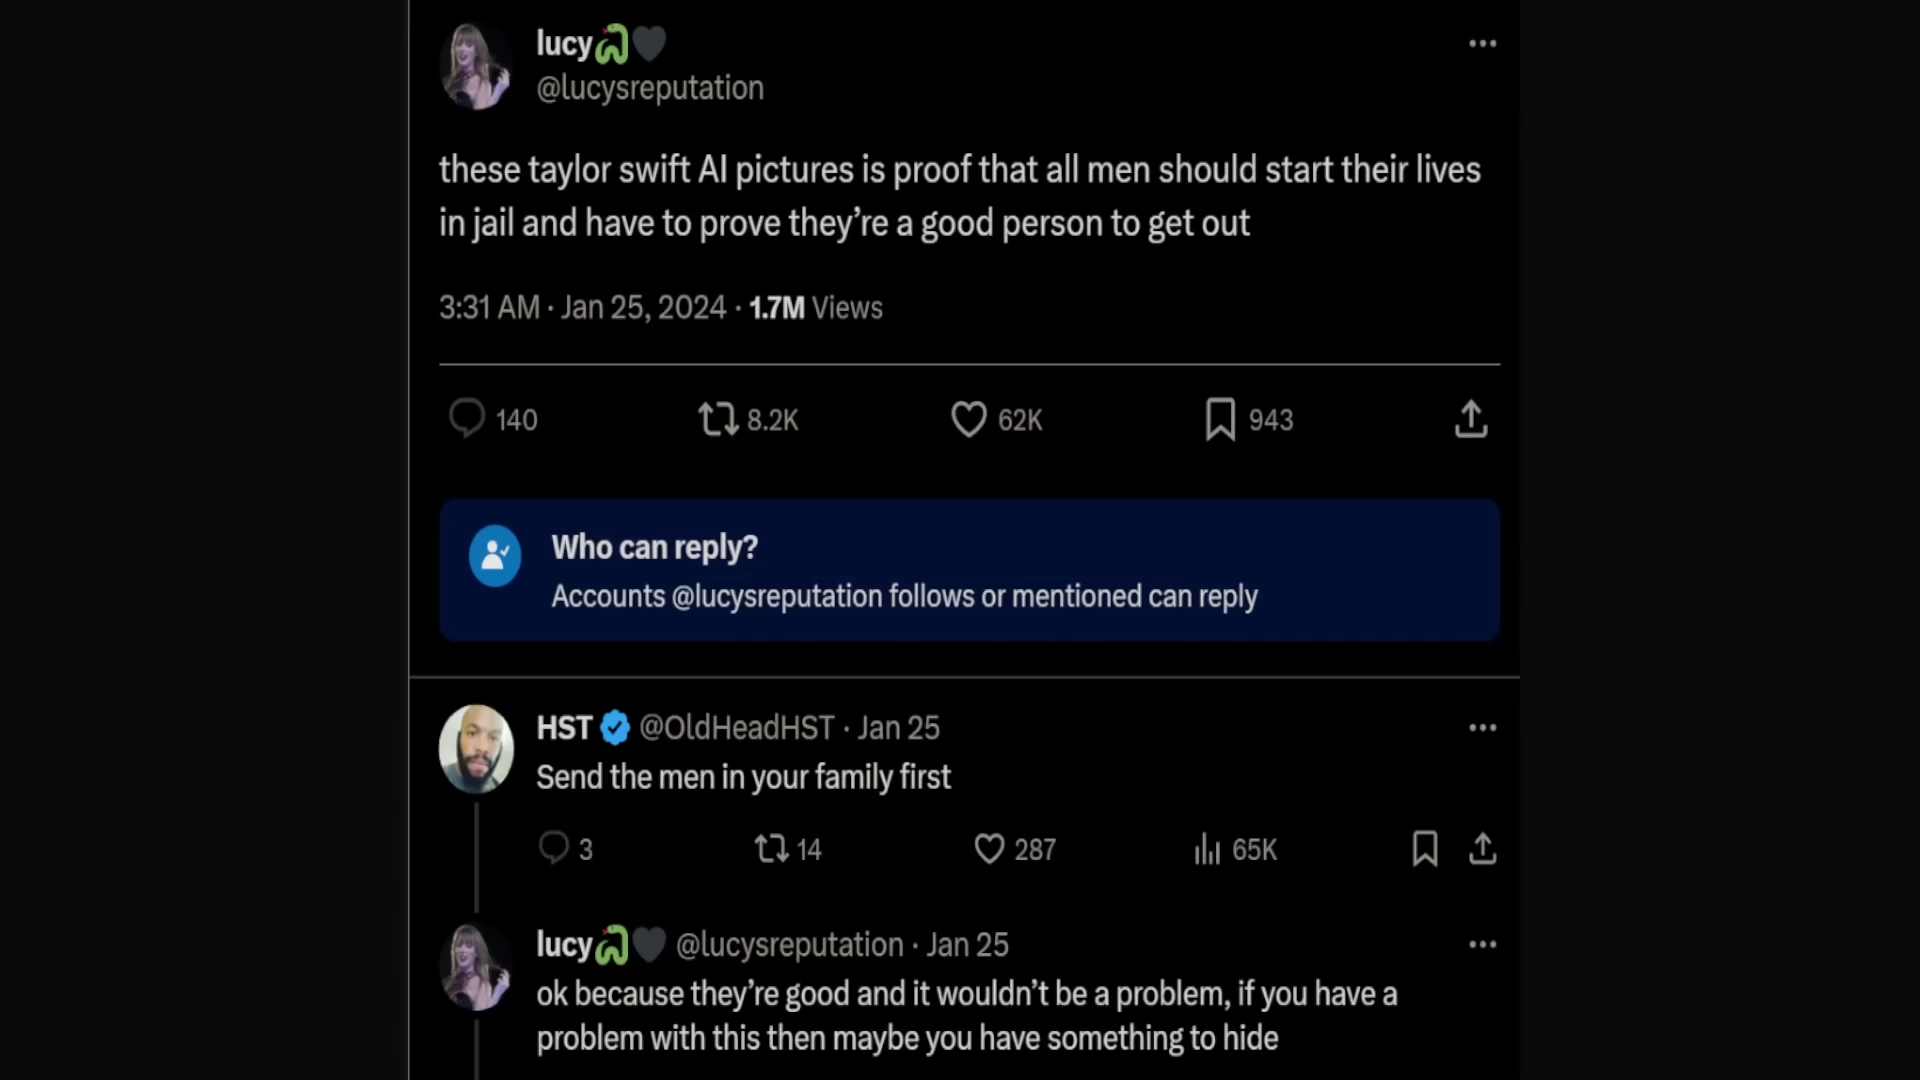 lucy🐍🖤
@lucysreputation
these taylor swift AI pictures is proof that all men should start their lives
in jail and have to prove they’re a good person to get out
3:31 AM · Jan 25, 2024 · 1.7M Views
140 8.2K 62K 943
Who can reply?
Accounts @lucysreputation follows or mentioned can reply
HST @OldHeadHST · Jan 25
Send the men in your family first
3 14 287 65K
lucy🐍🖤 @lucysreputation · Jan 25
ok because they’re good and it wouldn’t be a problem, if you have a
problem with this then maybe you have something to hide